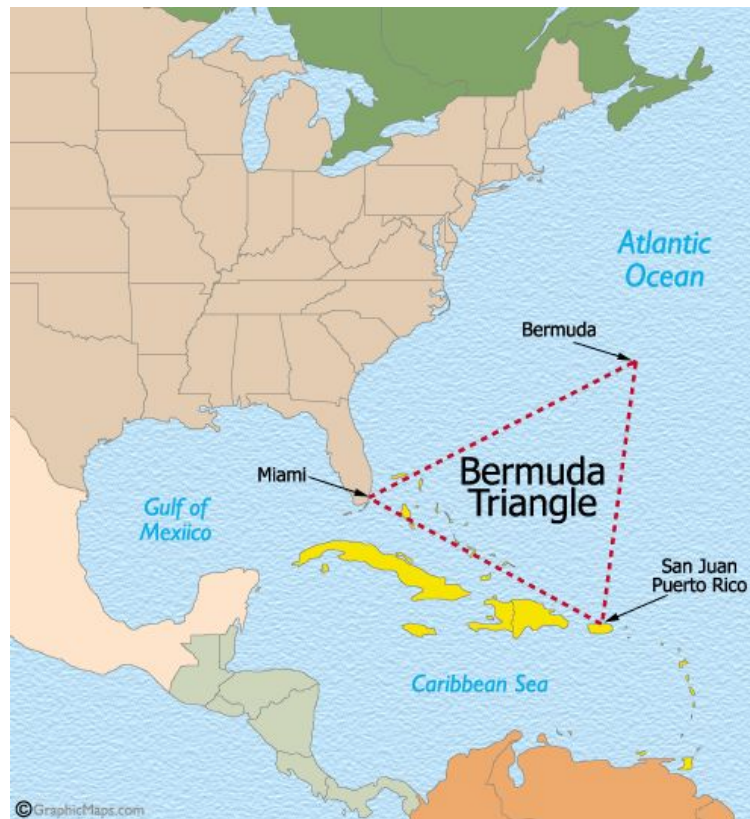 Atlantic
Ocean
Bermuda
Bermuda
Triangle
Miami
Gulf of
Mexiico
San Juan
Puerto Rico
Caribbean Sea
©GraphicMaps.com